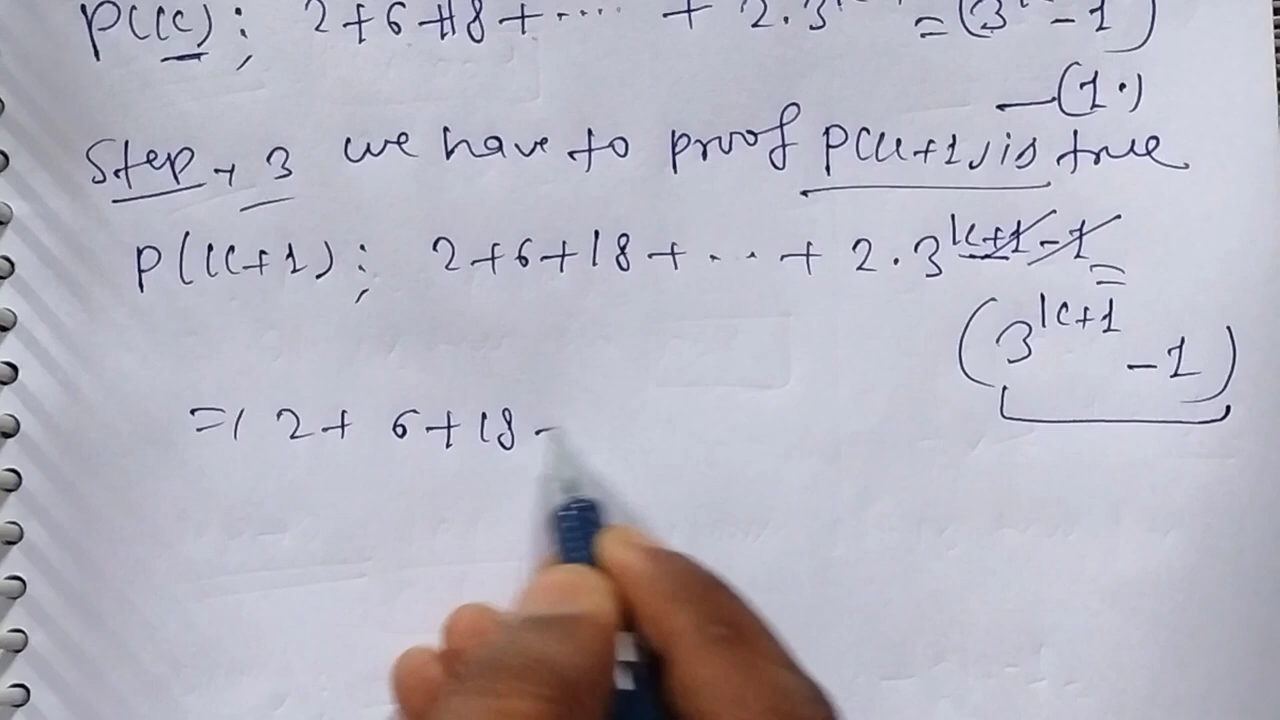 P(k); 2+6+18+.... + 2.3 = (3 - 1)
—(1.)
Step → 3 we have to proof P(k+1) is true
P(k+1); 2+6+18+...+ 2.3^k+1-1 =
(3^k+1 - 1)
=) 2+ 6+18